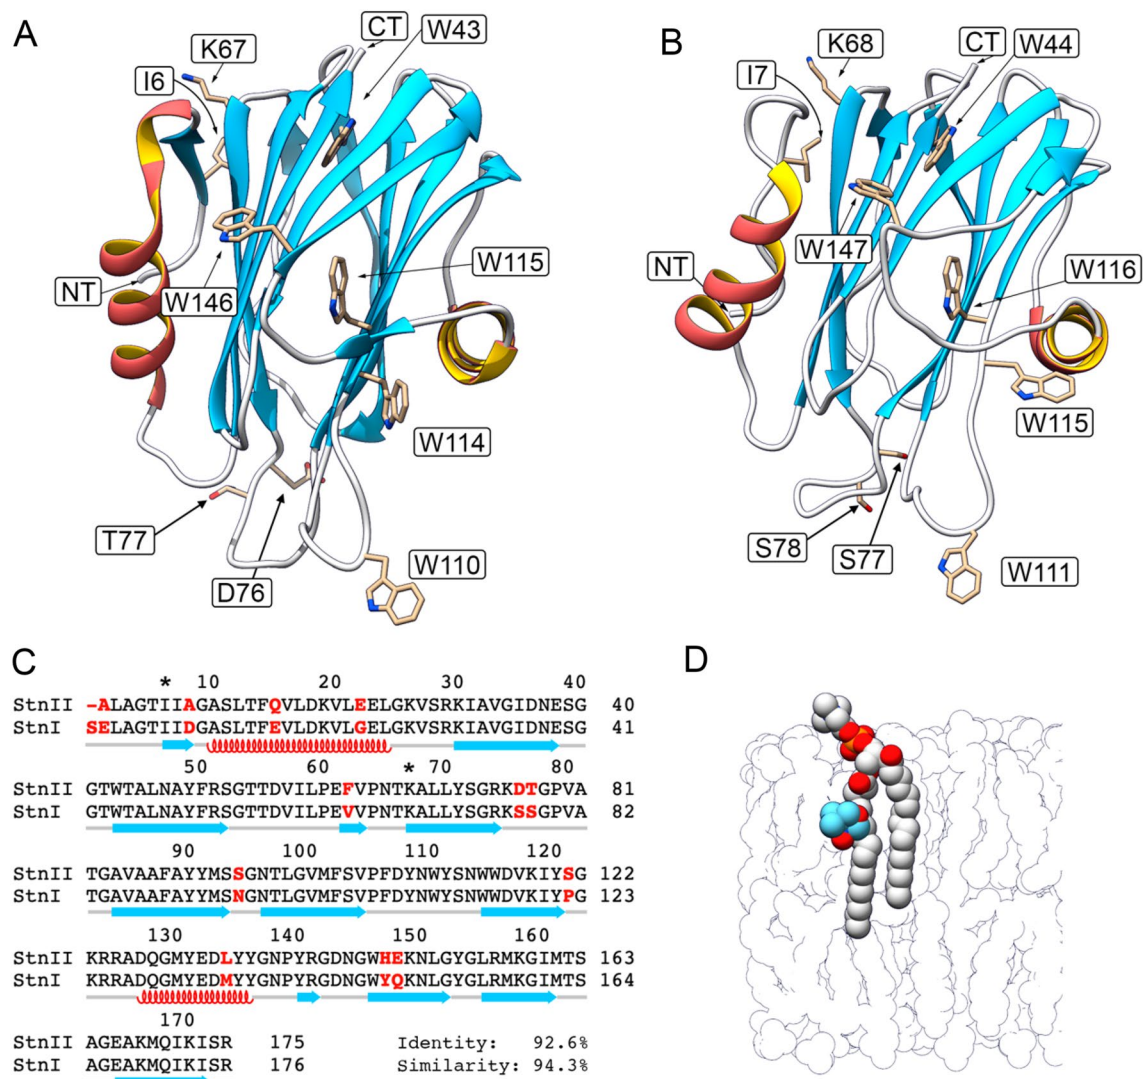 A
CT
W43
K67
I6
NT
W146
W115
W114
T77
D76
W110
B
CT
K68
W44
I7
NT
W147
W116
W115
S78
S77
W111
C
* 10 20 30 40
StnII -ALAGTIIAGASLTFQVLDKVLEELGKVSRKIAVGIDNESG 40
StnI SELAGTIIDGASLTFEVLDKVLGELGKVSRKIAVGIDNESG 41
50 60 * 70 80
StnII GTWTALNAYFRSGTTDVILPEFVPNTKALLYSGRKDTGPVA 81
StnI GTWTALNAYFRSGTTDVILPEVVPNTKALLYSGRKSSGPVA 82
90 100 110 120
StnII TGAVAAFAYYMSSGNTLGVMFSVPFDYNWYSNWWDVKIYSG 122
StnI TGAVAAFAYYMSNGNTLGVMFSVPFDYNWYSNWWDVKIYPG 123
130 140 150 160
StnII KRRADQGMYEDLYYGNPYRGDNGWHEKNLGYGLRMKGIMTS 163
StnI KRRADQGMYEDMYYGNPYRGDNGWYQKNLGYGLRMKGIMTS 164
170
StnII AGEAKMQIKISR 175 Identity: 92.6%
StnI AGEAKMQIKISR 176 Similarity: 94.3%
D